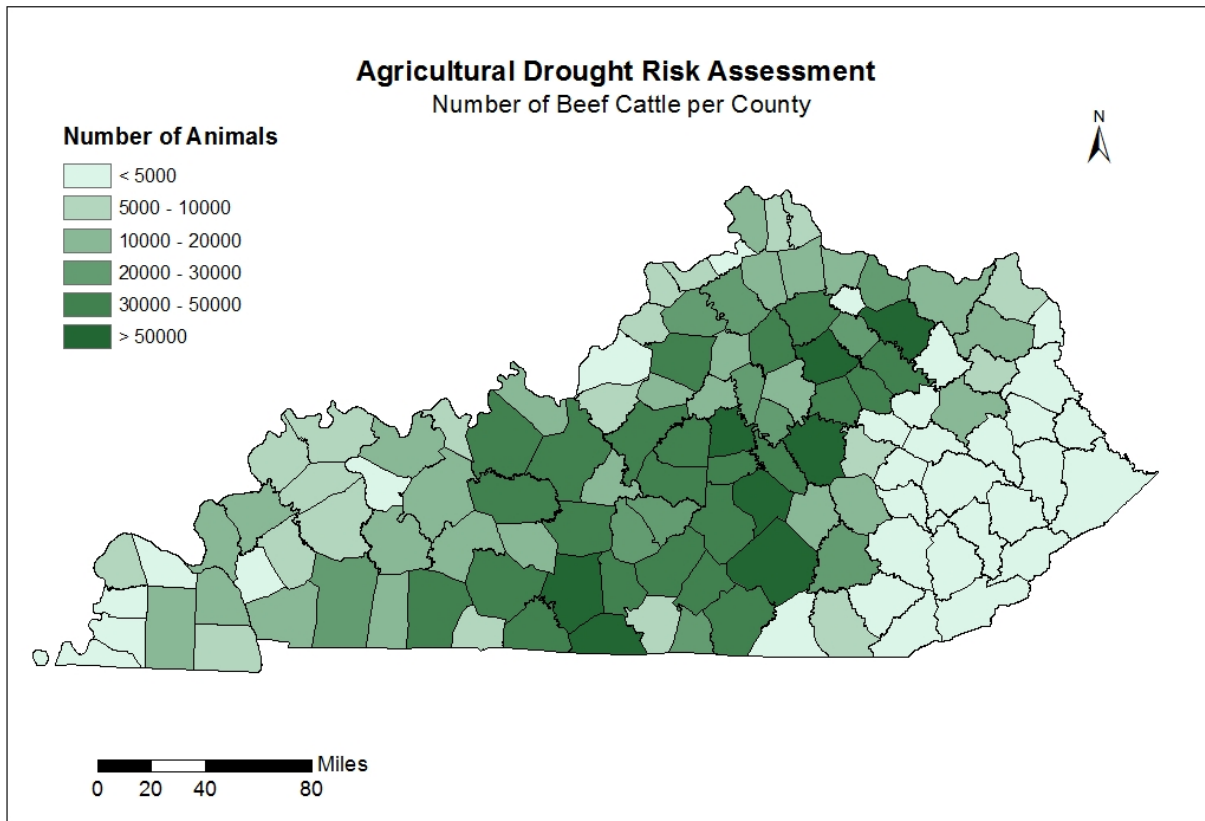 Agricultural Drought Risk Assessment
Number of Beef Cattle per County
Number of Animals
< 5000
5000 - 10000
10000 - 20000
20000 - 30000
30000 - 50000
> 50000
N
Miles
0 20 40 80